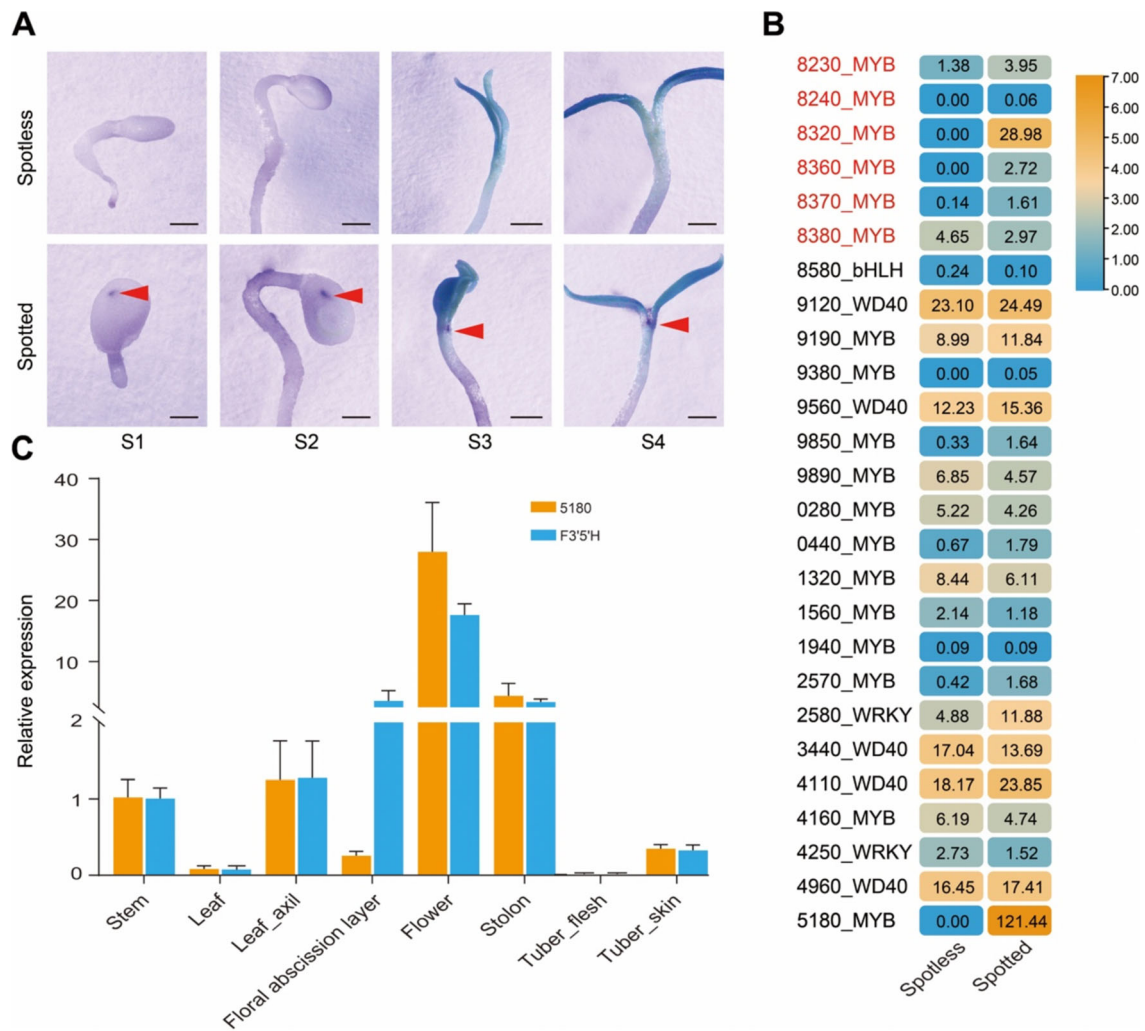 A
Spotless
Spotted
S1
S2
S3
S4
B
8230_MYB 1.38 3.95
8240_MYB 0.00 0.06
8320_MYB 0.00 28.98
8360_MYB 0.00 2.72
8370_MYB 0.14 1.61
8380_MYB 4.65 2.97
8580_bHLH 0.24 0.10
9120_WD40 23.10 24.49
9190_MYB 8.99 11.84
9380_MYB 0.00 0.05
9560_WD40 12.23 15.36
9850_MYB 0.33 1.64
9890_MYB 6.85 4.57
0280_MYB 5.22 4.26
0440_MYB 0.67 1.79
1320_MYB 8.44 6.11
1560_MYB 2.14 1.18
1940_MYB 0.09 0.09
2570_MYB 0.42 1.68
2580_WRKY 4.88 11.88
3440_WD40 17.04 13.69
4110_WD40 18.17 23.85
4160_MYB 6.19 4.74
4250_WRKY 2.73 1.52
4960_WD40 16.45 17.41
5180_MYB 0.00 121.44
Spotless
Spotted
7.00
6.00
5.00
4.00
3.00
2.00
1.00
0.00
C
Relative expression
40
30
20
10
2
1
0
5180
F3'5'H
Stem
Leaf
Leaf_axil
Floral abscission layer
Flower
Stolon
Tuber_flesh
Tuber_skin